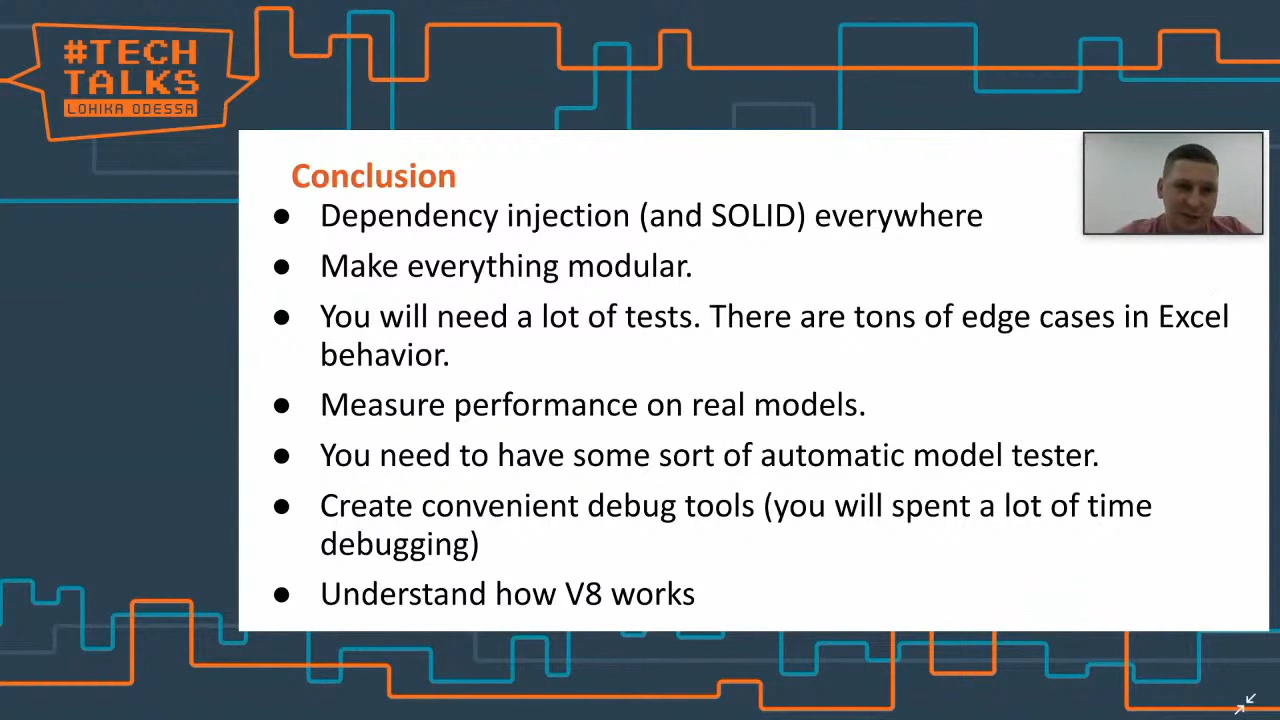 #TECH
TALKS
LOHIKA ODESSA
Conclusion
● Dependency injection (and SOLID) everywhere
● Make everything modular.
● You will need a lot of tests. There are tons of edge cases in Excel
behavior.
● Measure performance on real models.
● You need to have some sort of automatic model tester.
● Create convenient debug tools (you will spent a lot of time
debugging)
● Understand how V8 works